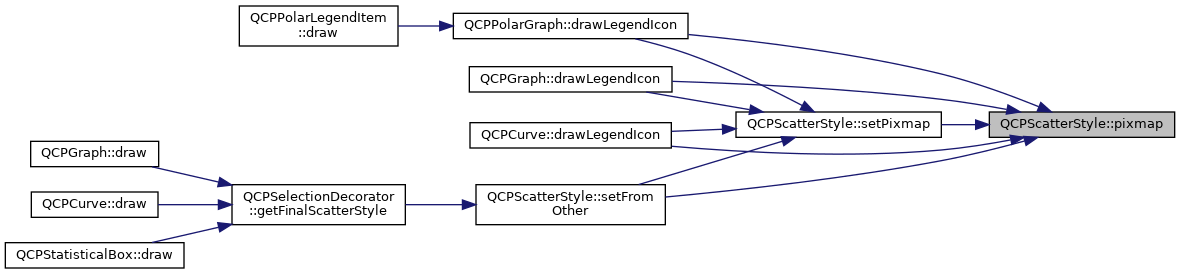 QCPPolarLegendItem
::draw
QCPPolarGraph::drawLegendIcon
QCPGraph::drawLegendIcon
QCPScatterStyle::setPixmap
QCPScatterStyle::pixmap
QCPCurve::drawLegendIcon
QCPGraph::draw
QCPSelectionDecorator
::getFinalScatterStyle
QCPScatterStyle::setFrom
Other
QCPCurve::draw
QCPStatisticalBox::draw